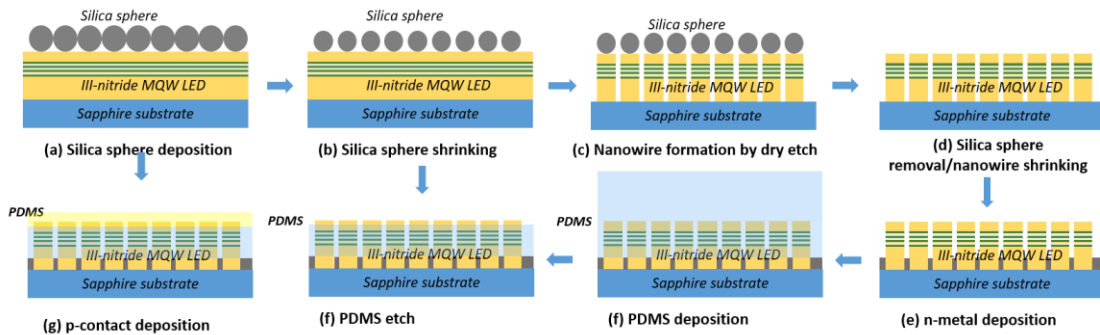 Silica sphere
III-nitride MQW LED
Sapphire substrate
(a) Silica sphere deposition
Silica sphere
III-nitride MQW LED
Sapphire substrate
(b) Silica sphere shrinking
Silica sphere
III-nitride MQW LED
Sapphire substrate
(c) Nanowire formation by dry etch
III-nitride MQW LED
Sapphire substrate
(d) Silica sphere
removal/nanowire shrinking
PDMS
III-nitride MQW LED
Sapphire substrate
(g) p-contact deposition
III-nitride MQW LED
Sapphire substrate
(f) PDMS etch
PDMS
III-nitride MQW LED
Sapphire substrate
(f) PDMS deposition
III-nitride MQW LED
Sapphire substrate
(e) n-metal deposition